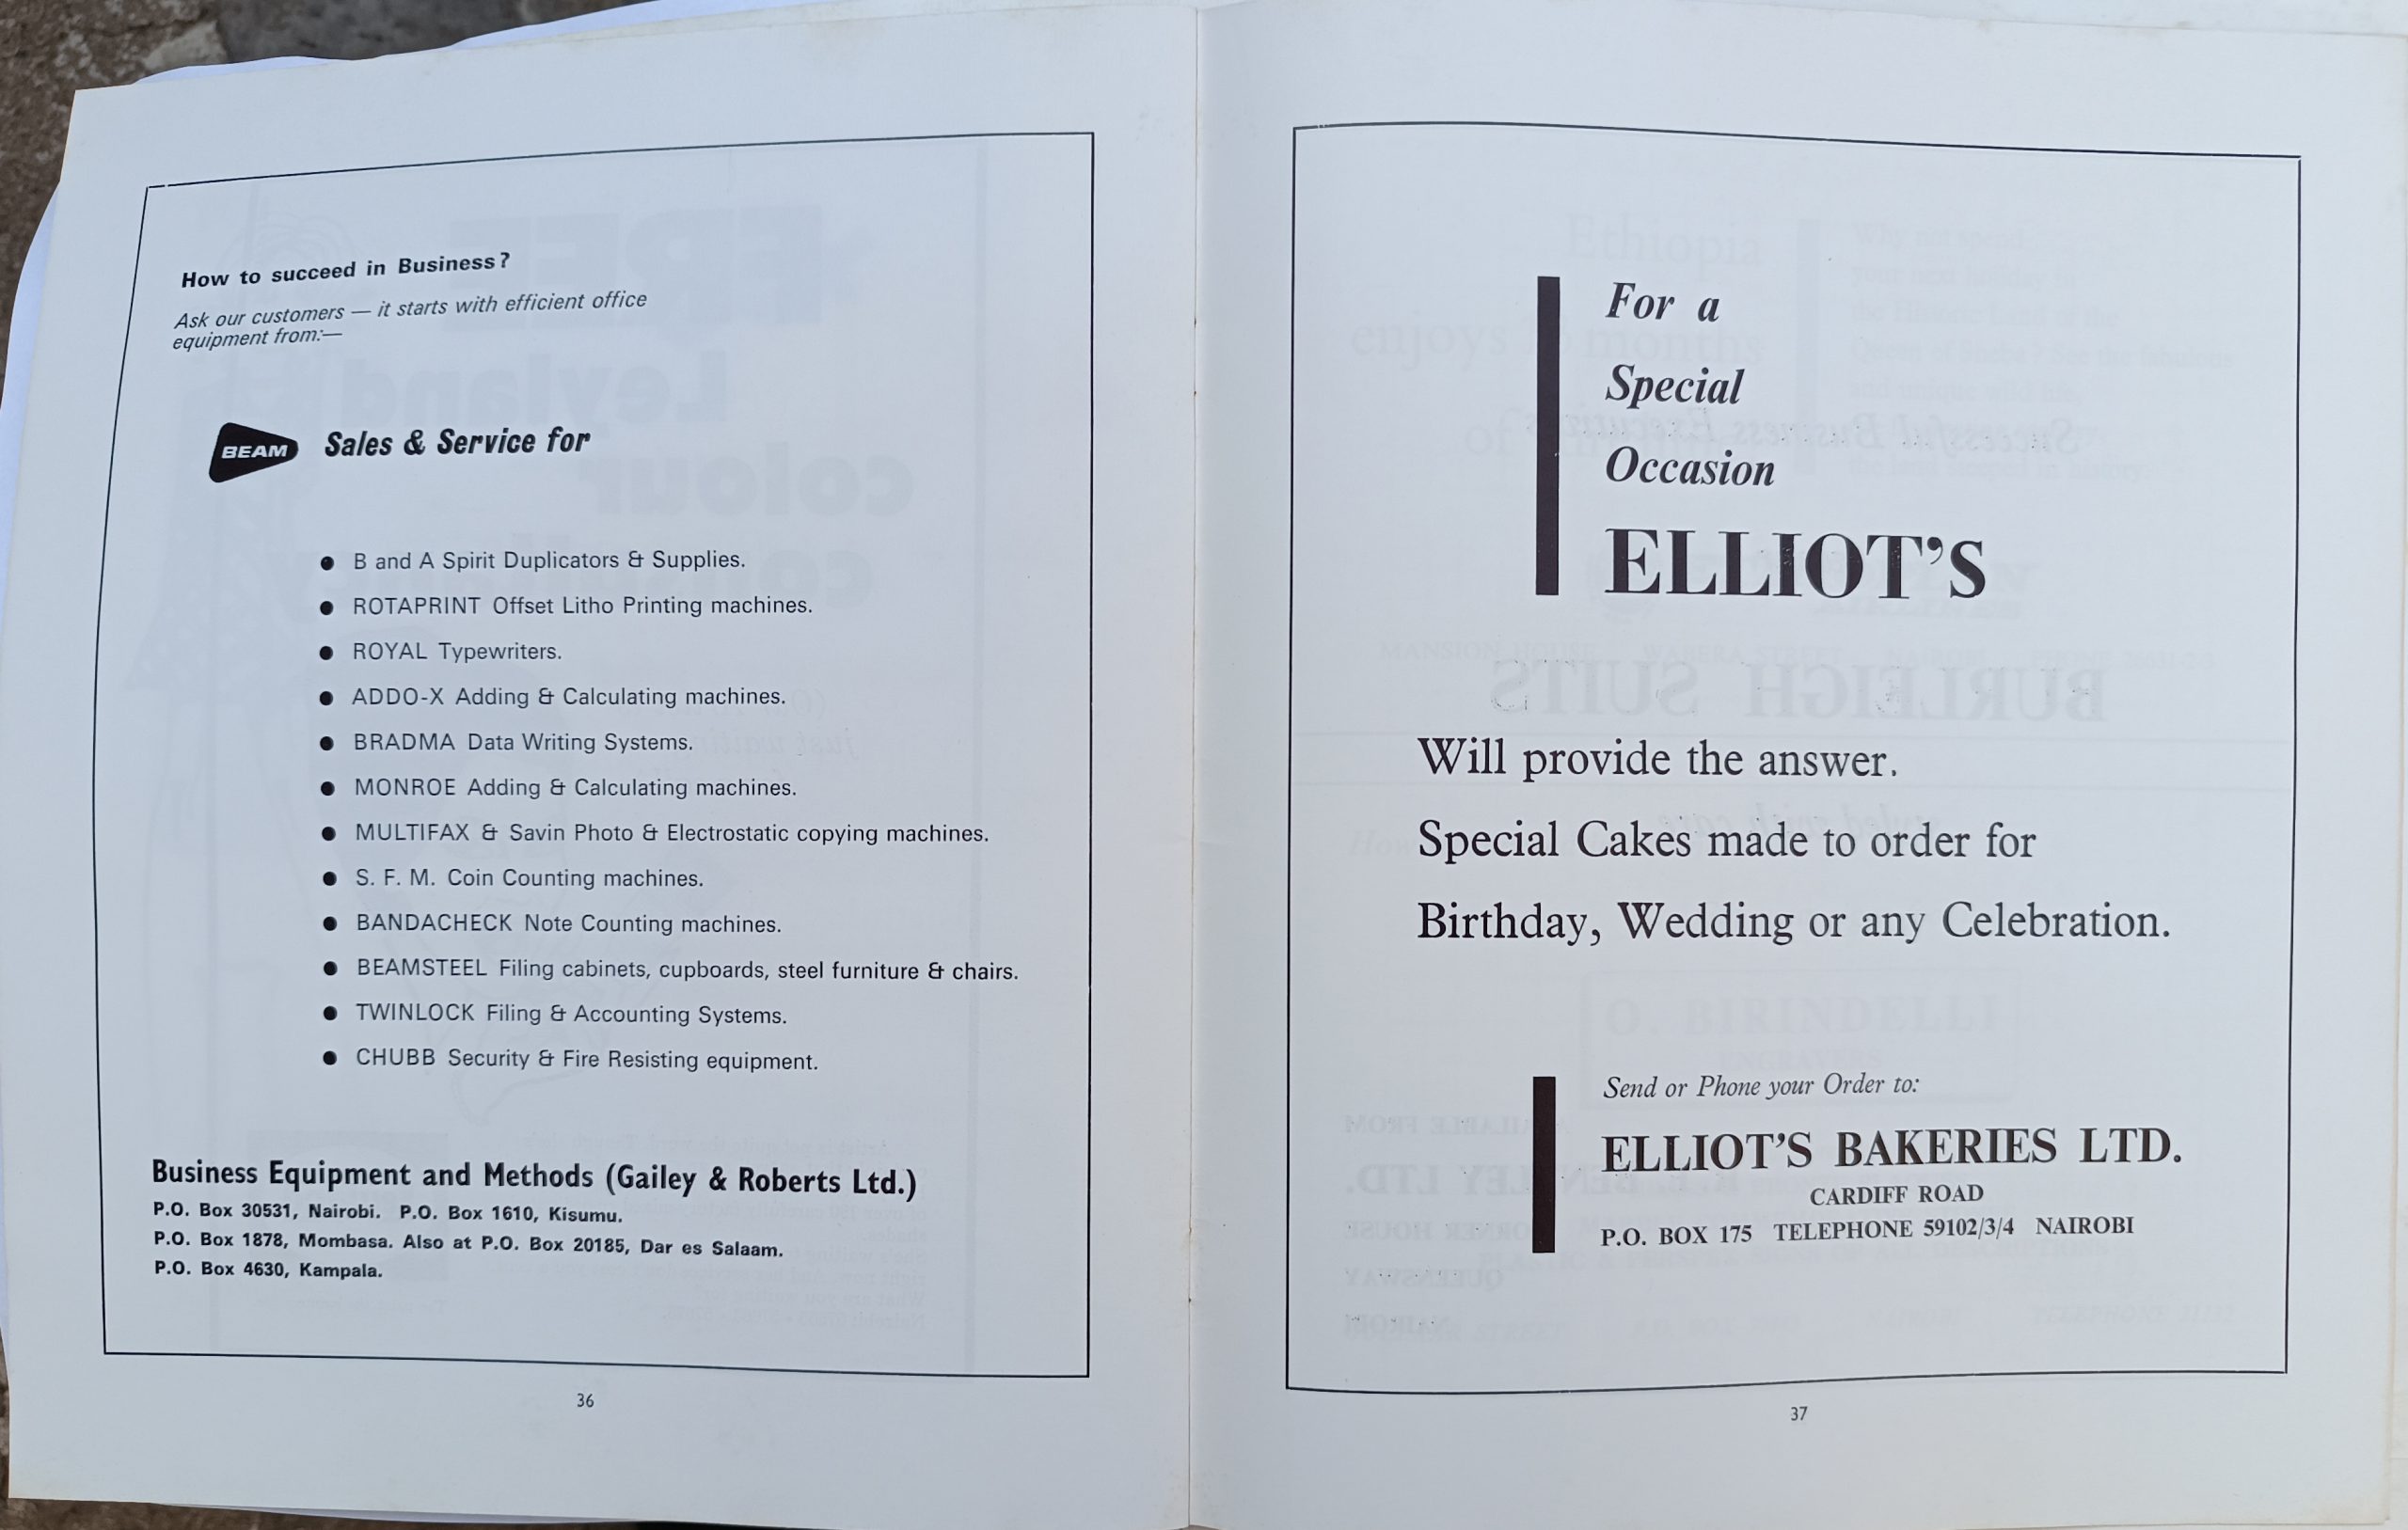 How to succeed in Business?
Ask our customers — it starts with efficient office
equipment from:—
BEAM Sales & Service for
● B and A Spirit Duplicators & Supplies.
● ROTAPRINT Offset Litho Printing machines.
● ROYAL Typewriters.
● ADDO-X Adding & Calculating machines.
● BRADMA Data Writing Systems.
● MONROE Adding & Calculating machines.
● MULTIFAX & Savin Photo & Electrostatic copying machines.
● S. F. M. Coin Counting machines.
● BANDACHECK Note Counting machines.
● BEAMSTEEL Filing cabinets, cupboards, steel furniture & chairs.
● TWINLOCK Filing & Accounting Systems.
● CHUBB Security & Fire Resisting equipment.
Business Equipment and Methods (Gailey & Roberts Ltd.)
P.O. Box 30531, Nairobi. P.O. Box 1610, Kisumu.
P.O. Box 1878, Mombasa. Also at P.O. Box 20185, Dar es Salaam.
P.O. Box 4630, Kampala.
36
For a
Special
Occasion
ELLIOT'S
Will provide the answer.
Special Cakes made to order for
Birthday, Wedding or any Celebration.
Send or Phone your Order to:
ELLIOT'S BAKERIES LTD.
CARDIFF ROAD
P.O. BOX 175 TELEPHONE 59102/3/4 NAIROBI
37